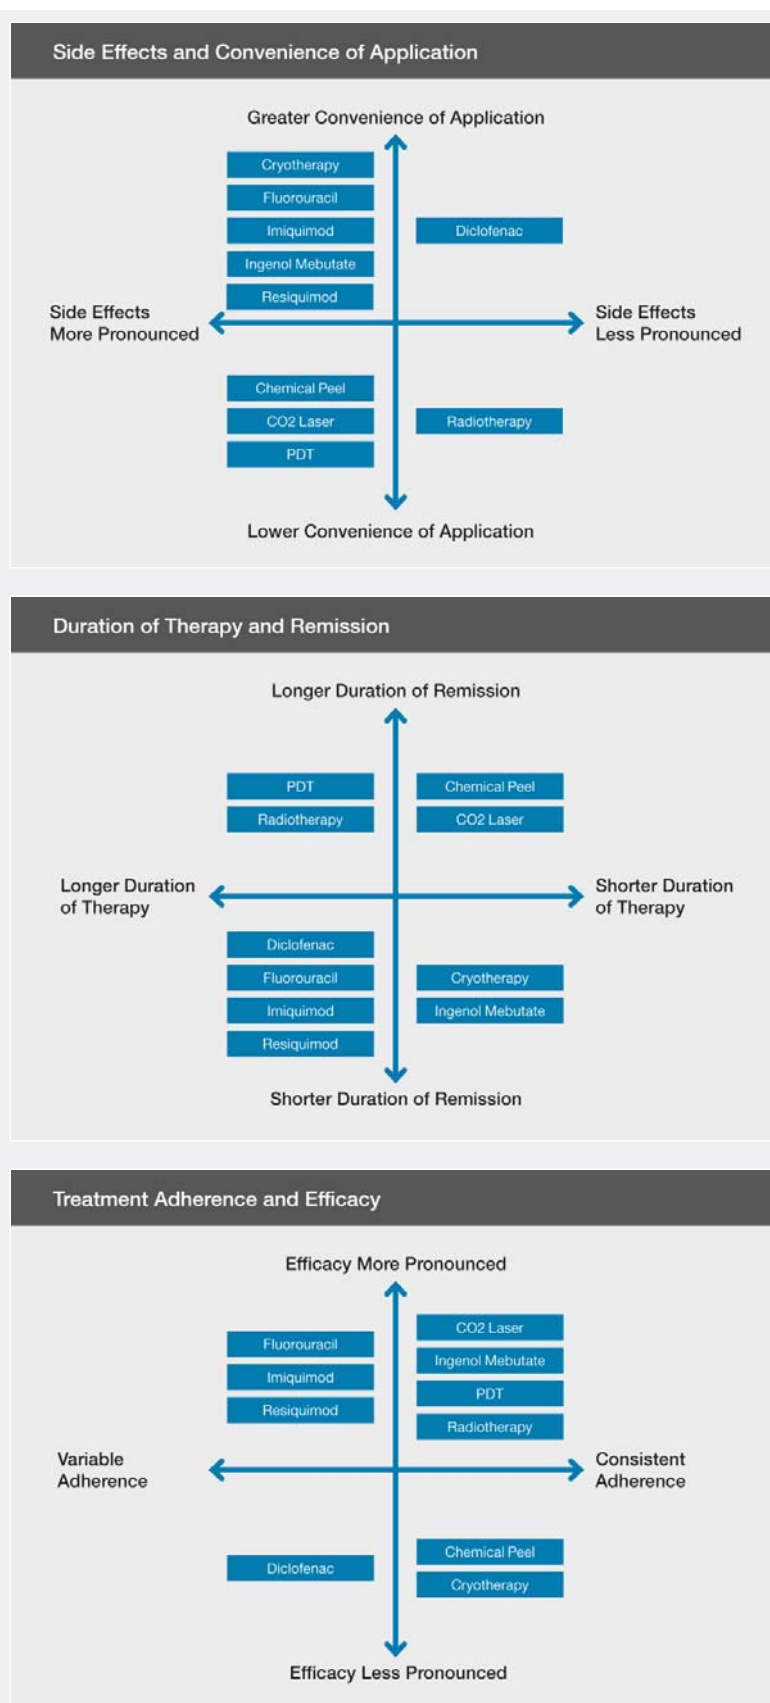 Side Effects and Convenience of Application
Greater Convenience of Application
Cryotherapy
Fluorouracil
Imiquimod
Diclofenac
Ingenol Mebutate
Resiquimod
Side Effects
More Pronounced
Side Effects
Less Pronounced
Chemical Peel
CO2 Laser
Radiotherapy
PDT
Lower Convenience of Application
Duration of Therapy and Remission
Longer Duration of Remission
PDT
Chemical Peel
Radiotherapy
CO2 Laser
Longer Duration
of Therapy
Shorter Duration
of Therapy
Diclofenac
Fluorouracil
Cryotherapy
Imiquimod
Ingenol Mebutate
Resiquimod
Shorter Duration of Remission
Treatment Adherence and Efficacy
Efficacy More Pronounced
CO2 Laser
Fluorouracil
Ingenol Mebutate
Imiquimod
PDT
Resiquimod
Radiotherapy
Variable
Adherence
Consistent
Adherence
Chemical Peel
Diclofenac
Cryotherapy
Efficacy Less Pronounced